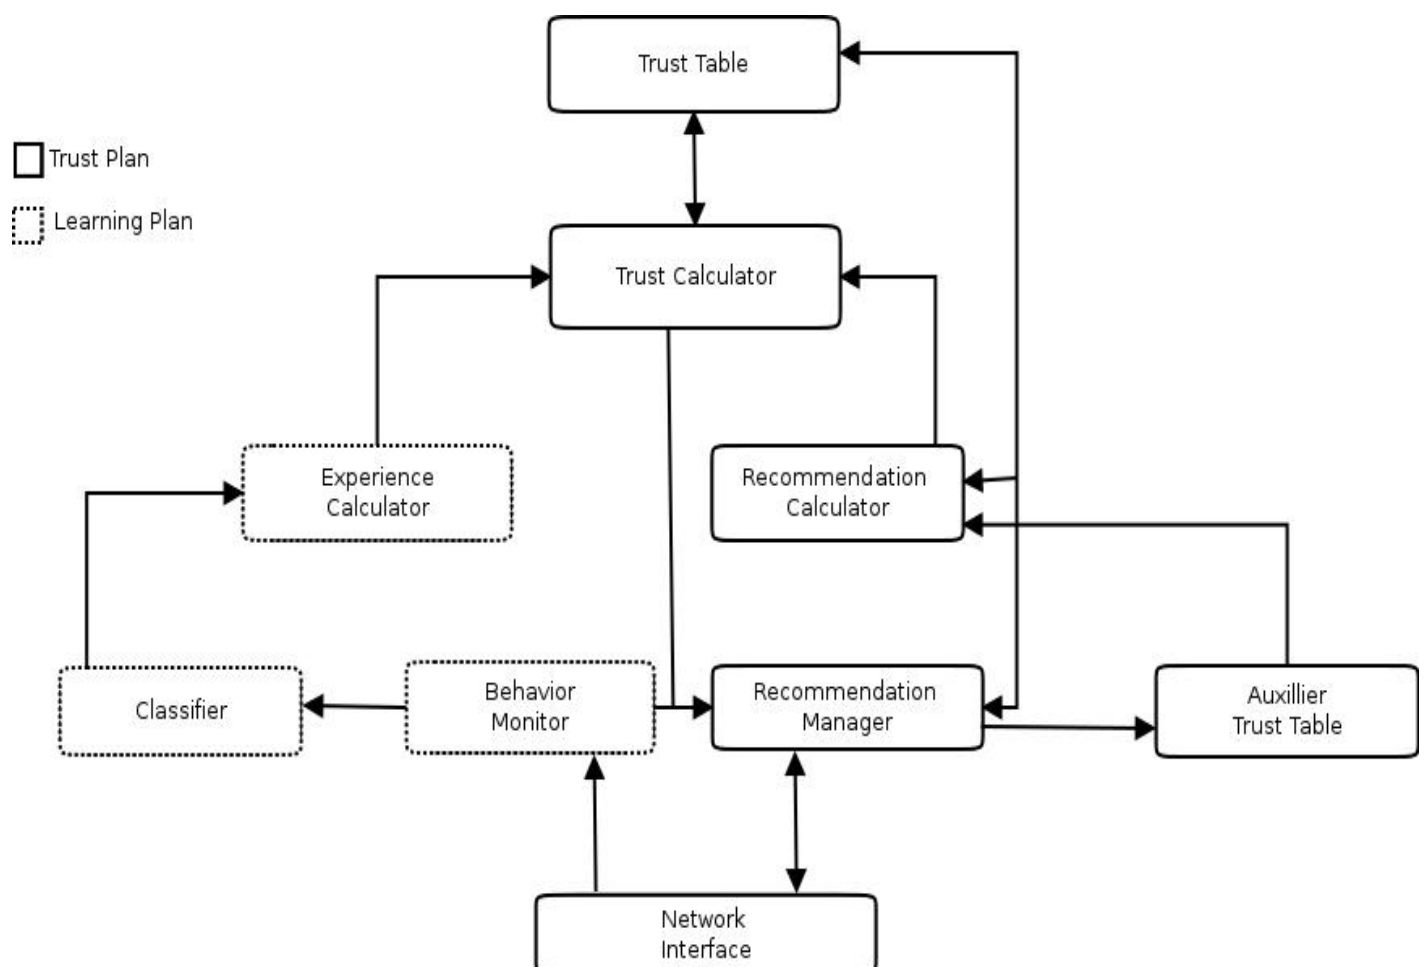 Trust Table
Trust Plan
Learning Plan
Trust Calculator
Experience
Calculator
Recommendation
Calculator
Classifier
Behavior
Monitor
Recommendation
Manager
Auxillier
Trust Table
Network
Interface